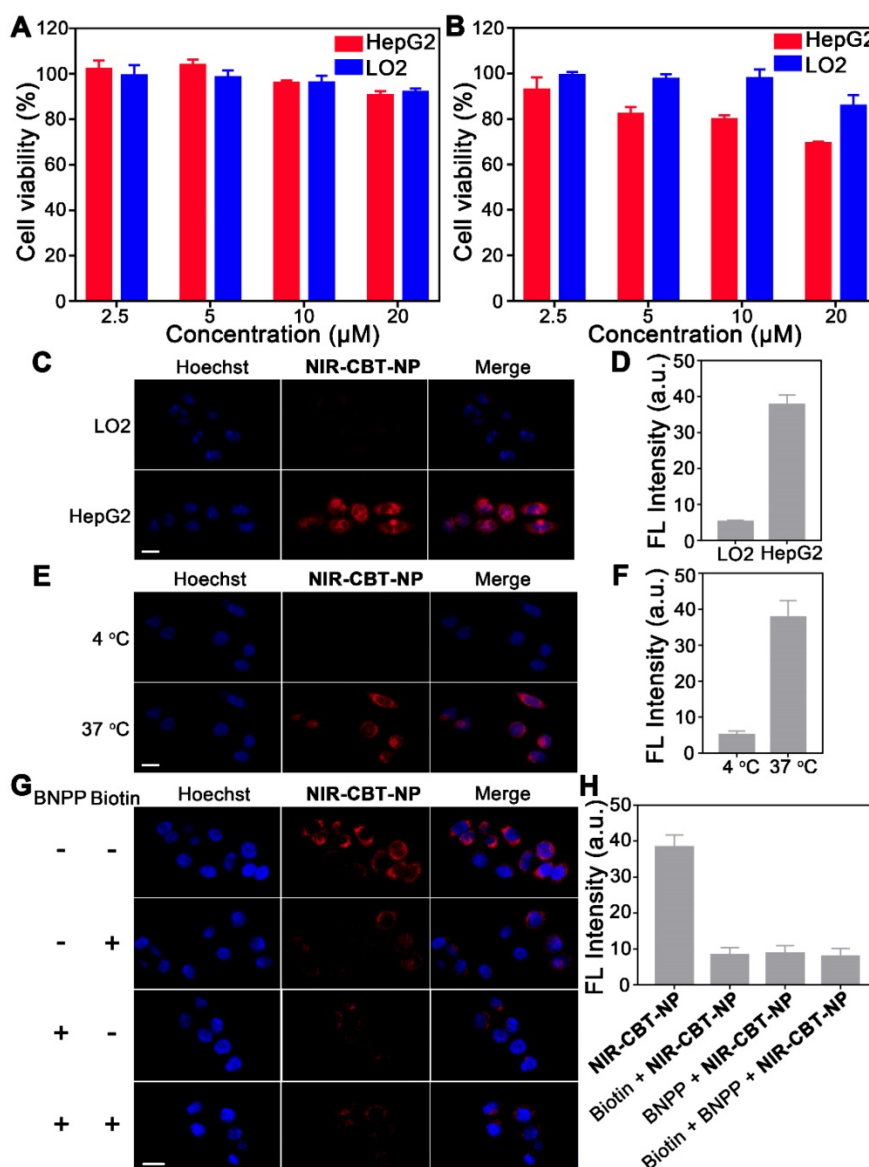 A
Cell viability (%)
120
100
80
60
40
20
0
HepG2
LO2
2.5
5
10
20
Concentration (μM)
B
Cell viability (%)
120
100
80
60
40
20
0
HepG2
LO2
2.5
5
10
20
Concentration (μM)
C
Hoechst
NIR-CBT-NP
Merge
LO2
HepG2
D
FL Intensity (a.u.)
50
40
30
20
10
0
LO2 HepG2
E
Hoechst
NIR-CBT-NP
Merge
4 °C
37 °C
F
FL Intensity (a.u.)
50
40
30
20
10
0
4 °C 37 °C
G
BNPP Biotin
Hoechst
NIR-CBT-NP
Merge
- -
- +
+ -
+ +
H
FL Intensity (a.u.)
50
40
30
20
10
0
NIR-CBT-NP
Biotin + NIR-CBT-NP
BNPP + NIR-CBT-NP
Biotin + BNPP + NIR-CBT-NP